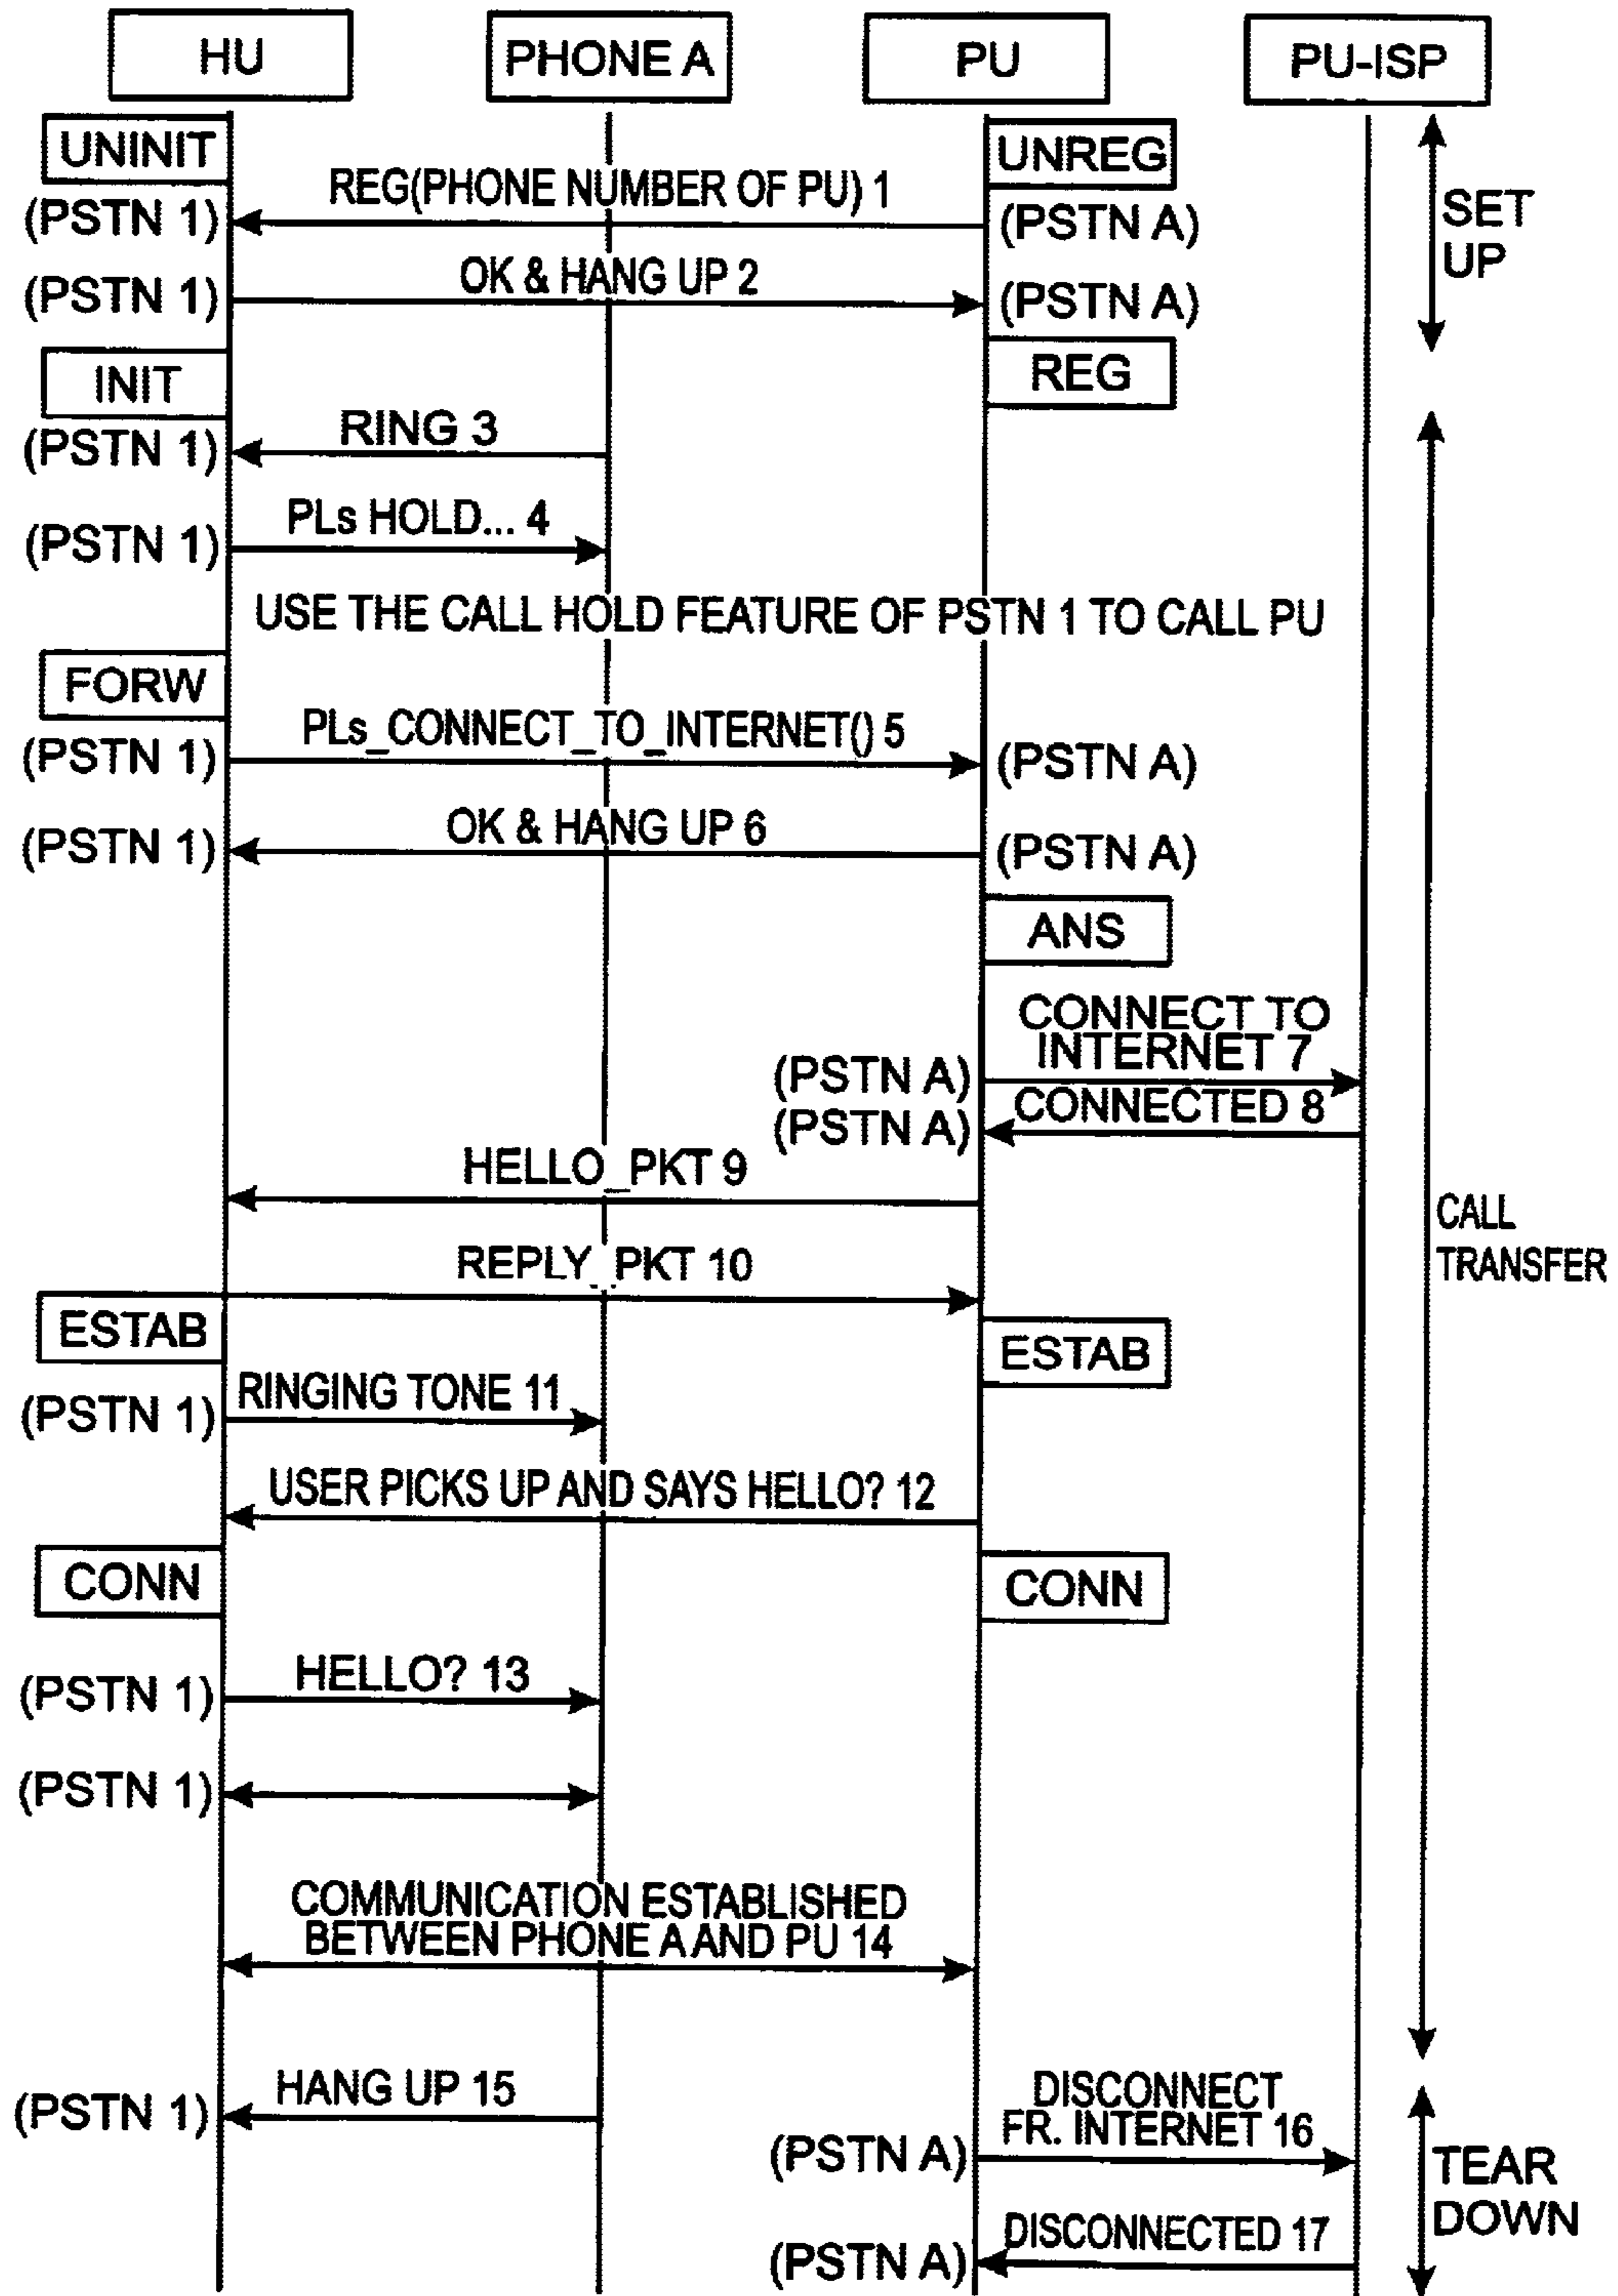 HU
PHONE A
PU
PU-ISP
UNINIT
UNREG
REG(PHONE NUMBER OF PU) 1
(PSTN 1)
(PSTN A)
SET
UP
OK & HANG UP 2
(PSTN 1)
(PSTN A)
INIT
REG
RING 3
(PSTN 1)
PLs HOLD... 4
(PSTN 1)
USE THE CALL HOLD FEATURE OF PSTN 1 TO CALL PU
FORW
PLs_CONNECT_TO_INTERNET() 5
(PSTN 1)
(PSTN A)
OK & HANG UP 6
(PSTN 1)
(PSTN A)
ANS
CONNECT TO
INTERNET 7
(PSTN A)
CONNECTED 8
(PSTN A)
HELLO_PKT 9
CALL
TRANSFER
REPLY_PKT 10
ESTAB
ESTAB
RINGING TONE 11
(PSTN 1)
USER PICKS UP AND SAYS HELLO? 12
CONN
CONN
HELLO? 13
(PSTN 1)
(PSTN 1)
COMMUNICATION ESTABLISHED
BETWEEN PHONE A AND PU 14
HANG UP 15
(PSTN 1)
DISCONNECT
FR. INTERNET 16
(PSTN A)
TEAR
DOWN
DISCONNECTED 17
(PSTN A)